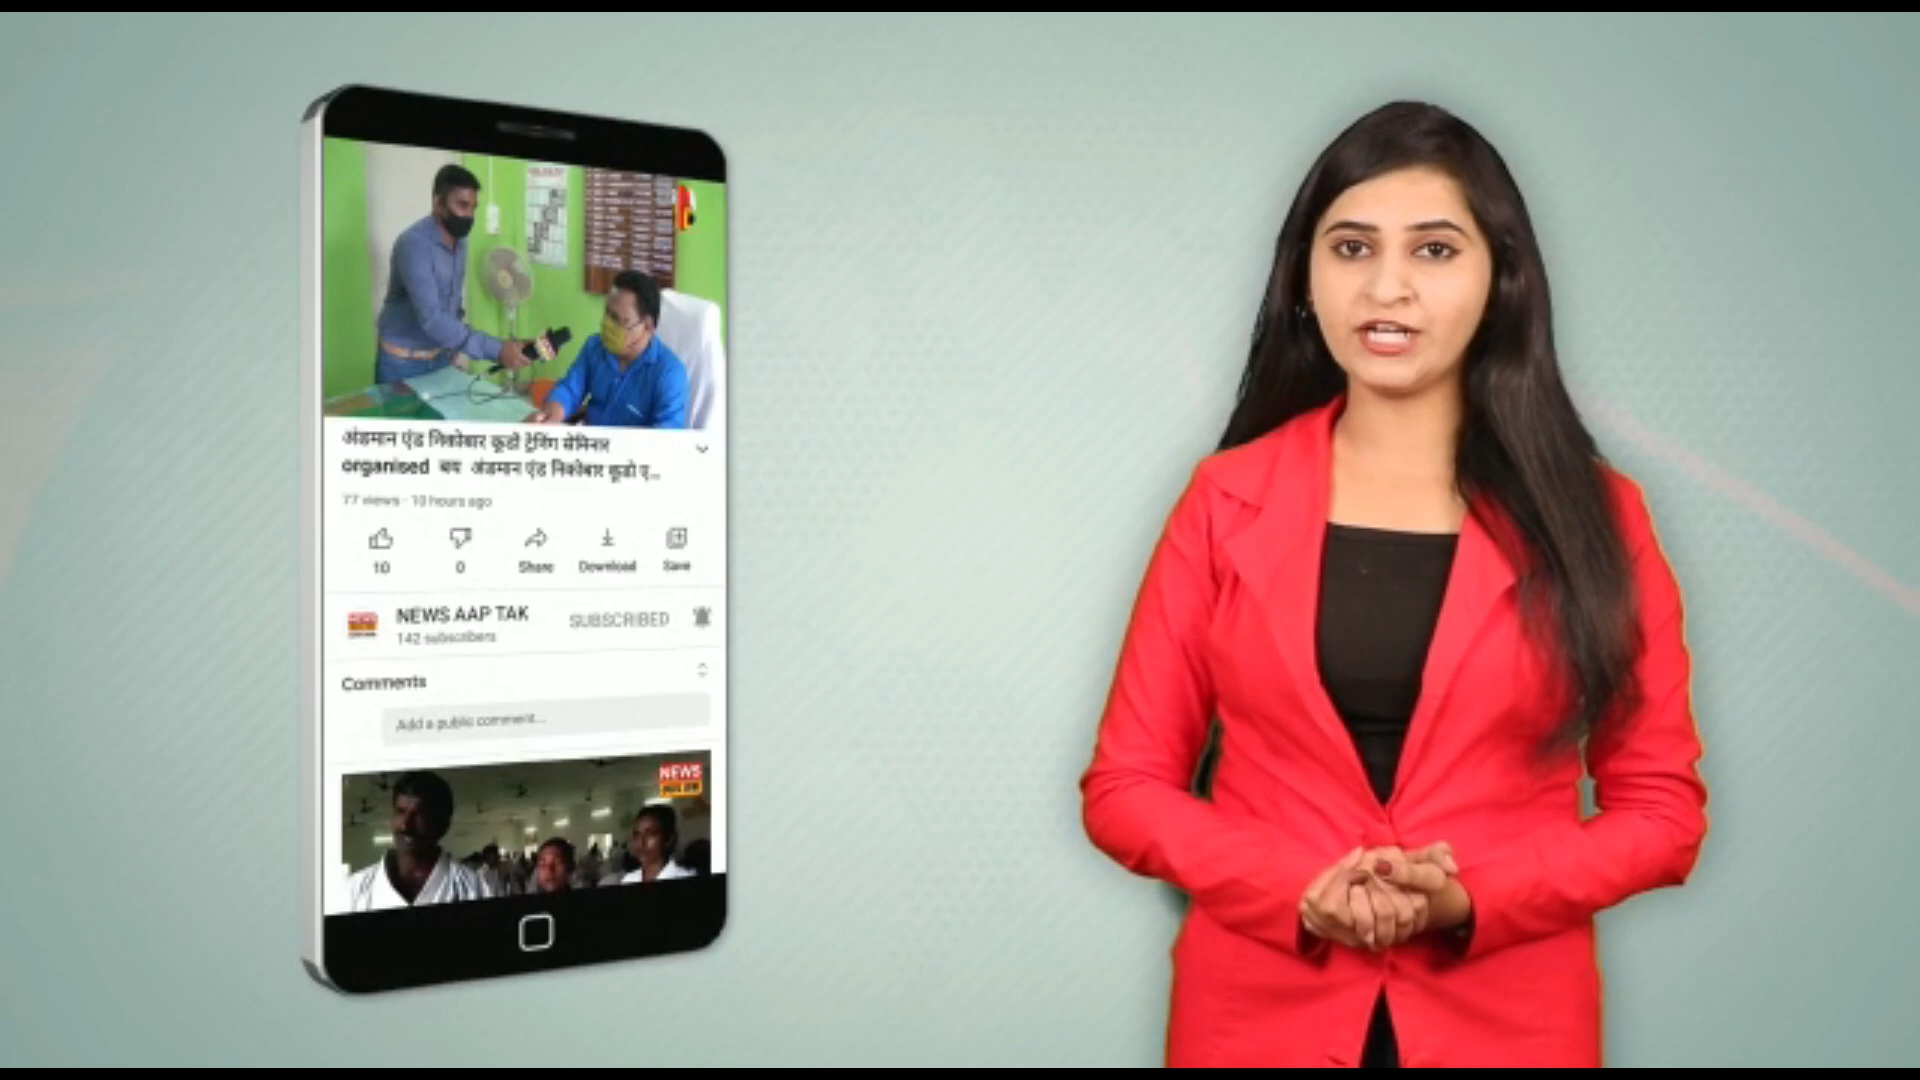 अंडमान एंड निकोबार कूडो ट्रेनिंग सेमिनार
organised बय अंडमान एंड निकोबार कूडो ए...
77 views · 10 hours ago
10
0
Share
Download
Save
NEWS AAP TAK
SUBSCRIBED
142 subscribers
Comments
Add a public comment...
NEWS